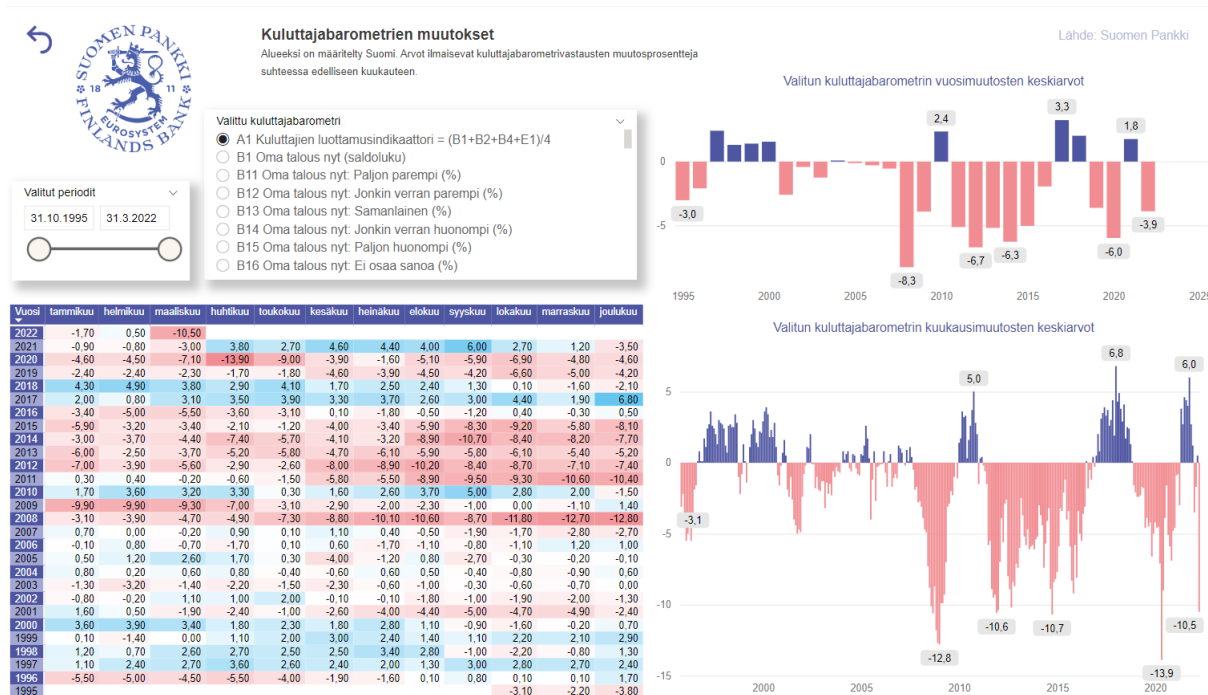 Kuluttajabarometrien muutokset
Alueeksi on määritelty Suomi. Arvot ilmaisevat kuluttajabarometrivastausten muutosprosentteja
suhteessa edelliseen kuukauteen.
Lähde: Suomen Pankki
SUOMEN PANKKI
18 11
EUROSYSTEM
FINLANDS BANK
Valitut periodit
31.10.1995 31.3.2022
Valittu kuluttajabarometri
A1 Kuluttajien luottamusindikaattori = (B1+B2+B4+E1)/4
B1 Oma talous nyt (saldoluku)
B11 Oma talous nyt: Paljon parempi (%)
B12 Oma talous nyt: Jonkin verran parempi (%)
B13 Oma talous nyt: Samanlainen (%)
B14 Oma talous nyt: Jonkin verran huonompi (%)
B15 Oma talous nyt: Paljon huonompi (%)
B16 Oma talous nyt: Ei osaa sanoa (%)
Valitun kuluttajabarometrin vuosimuutosten keskiarvot
0
-5
-3,0
-8,3
2,4
-6,7
-6,3
3,3
-6,0
1,8
-3,9
1995 2000 2005 2010 2015 2020 2025
Vuosi tammikuu helmikuu maaliskuu huhtikuu toukokuu kesäkuu heinäkuu elokuu syyskuu lokakuu marraskuu joulukuu
2022 -1,70 0,50 -10,50
2021 -0,90 -0,80 -3,00 3,80 2,70 4,60 4,40 4,00 6,00 2,70 1,20 -3,50
2020 -4,60 -4,50 -7,10 -13,90 -9,00 -3,90 -1,60 -5,10 -5,90 -6,90 -4,80 -4,60
2019 -2,40 -2,40 -2,30 -1,70 -1,80 -4,60 -3,90 -4,50 -4,20 -6,60 -5,00 -4,20
2018 4,30 4,90 3,80 2,90 4,10 1,70 2,50 2,40 1,30 0,10 -1,60 -2,10
2017 2,00 0,80 3,10 3,50 3,90 3,30 3,70 2,60 3,00 4,40 1,90 6,80
2016 -3,40 -5,00 -5,50 -3,60 -3,10 0,10 -1,80 -0,50 -1,20 0,40 -0,30 0,50
2015 -5,90 -3,20 -3,40 -2,10 -1,20 -4,00 -3,40 -5,90 -8,30 -9,20 -5,80 -8,10
2014 -3,00 -3,70 -4,40 -7,40 -5,70 -4,10 -3,20 -8,90 -10,70 -8,40 -8,20 -7,70
2013 -6,00 -2,50 -3,70 -5,20 -5,80 -4,70 -6,10 -5,90 -5,80 -6,10 -5,40 -5,20
2012 -7,00 -3,90 -5,60 -2,90 -2,60 -8,00 -8,90 -10,20 -8,40 -8,70 -7,10 -7,40
2011 0,30 0,40 -0,20 -0,60 -1,50 -5,80 -5,50 -8,90 -9,50 -9,30 -10,60 -10,40
2010 1,70 3,60 3,20 3,30 0,30 1,60 2,60 3,70 5,00 2,80 2,00 -1,50
2009 -9,90 -9,90 -9,30 -7,00 -3,10 -2,90 -2,00 -2,30 -1,00 0,00 -1,10 1,40
2008 -3,10 -3,90 -4,70 -4,90 -7,30 -8,80 -10,10 -10,60 -8,70 -11,80 -12,70 -12,80
2007 0,70 0,00 -0,20 0,90 0,10 1,10 0,40 -0,50 -1,90 -1,70 -2,80 -2,70
2006 -0,10 0,80 -0,70 -1,70 0,10 0,60 -1,70 -1,10 -0,80 -1,10 1,20 1,00
2005 0,50 1,20 2,60 1,70 0,30 -4,00 -1,20 0,80 -2,70 -0,30 -0,20 -0,10
2004 0,80 0,20 0,60 0,80 -0,40 -0,60 0,60 0,50 -0,40 -0,80 -0,90 0,60
2003 -1,30 -3,20 -1,40 -2,20 -1,50 -2,30 -0,60 -1,00 -0,30 -0,60 -0,70 0,00
2002 -0,80 -0,20 1,10 1,00 2,00 -0,10 -0,10 -1,80 -1,00 -1,90 -2,00 -1,30
2001 1,60 0,50 -1,90 -2,40 -1,00 -2,60 -4,00 -4,40 -5,00 -4,70 -4,90 -2,40
2000 3,60 3,90 3,40 1,80 2,30 1,80 2,80 1,10 -0,90 -1,60 -0,20 0,70
1999 0,10 -1,40 0,00 1,10 2,00 3,00 2,40 1,40 1,10 2,20 2,10 2,90
1998 1,20 0,70 2,60 2,70 2,50 2,50 3,40 2,80 -1,00 -2,20 -0,80 1,30
1997 1,10 2,40 2,70 3,60 2,60 2,40 2,00 1,30 3,00 2,80 2,70 2,40
1996 -5,50 -5,00 -4,50 -5,50 -4,00 -1,90 -1,60 0,10 0,80 0,10 0,10 1,70
1995 -3,10 -2,20 -3,80
Valitun kuluttajabarometrin kuukausimuutosten keskiarvot
5
0
-5
-10
-15
-3,1
-12,8
5,0
-10,6
-10,7
6,8
-13,9
6,0
-10,5
2000 2005 2010 2015 2020